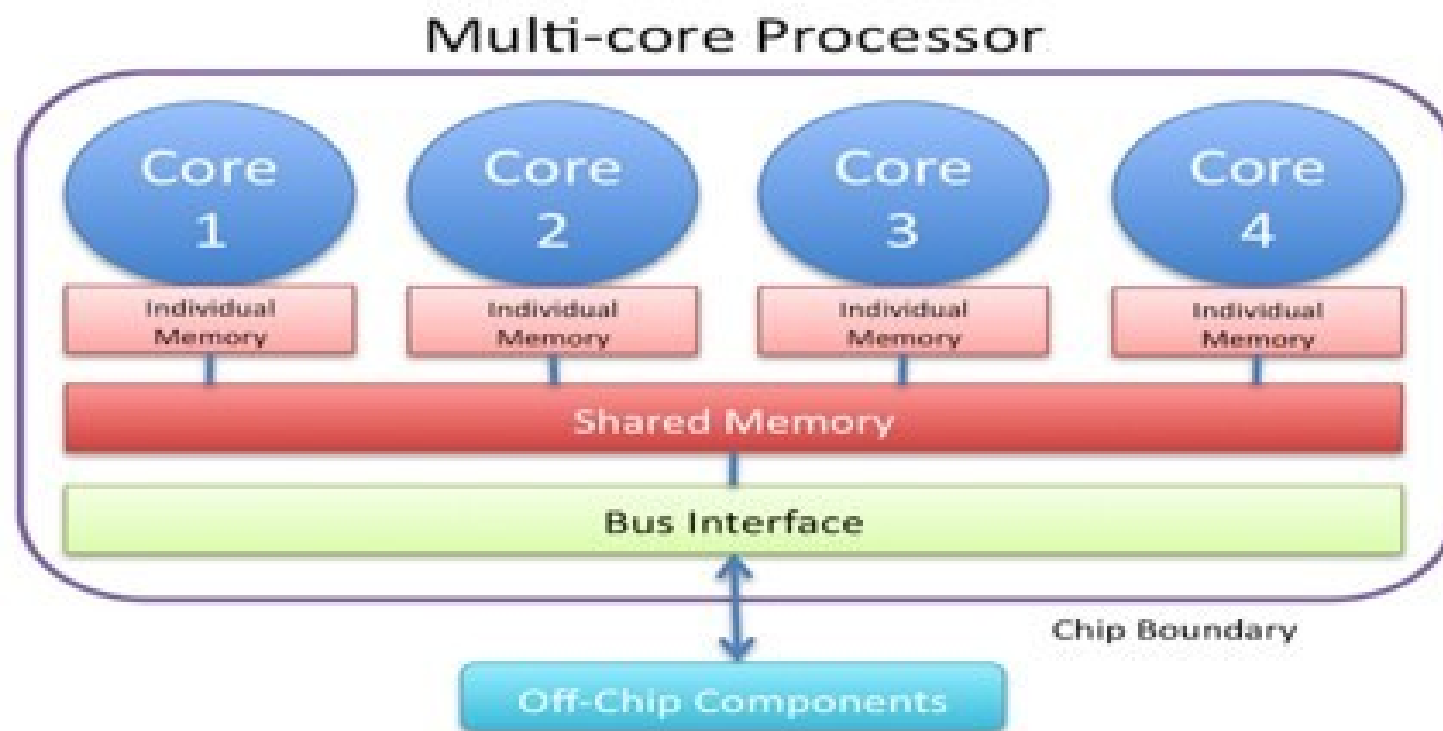 Multi-core Processor
Core
1
Core
2
Core
3
Core
4
Individual
Memory
Individual
Memory
Individual
Memory
Individual
Memory
Shared Memory
Bus Interface
Chip Boundary
Off-Chip Components